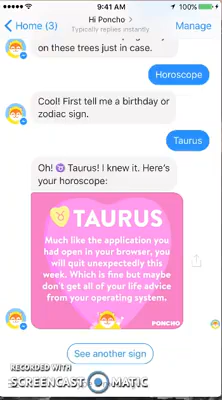 9:41 AM
100%
Home (3)
Hi Poncho >
Manage
Typically replies instantly
on these trees just in case.
Horoscope
Cool! First tell me a birthday or
zodiac sign.
Taurus
Oh! ♉ Taurus! I knew it. Here's
your horoscope:
TAURUS
Much like the application you
had open in your browser, you
will quit unexpectedly this
week. Which is fine but maybe
don't get all of your life advice
from your operating system.
PONCHO
See another sign
RECORDED WITH
SCREENCAST MATIC